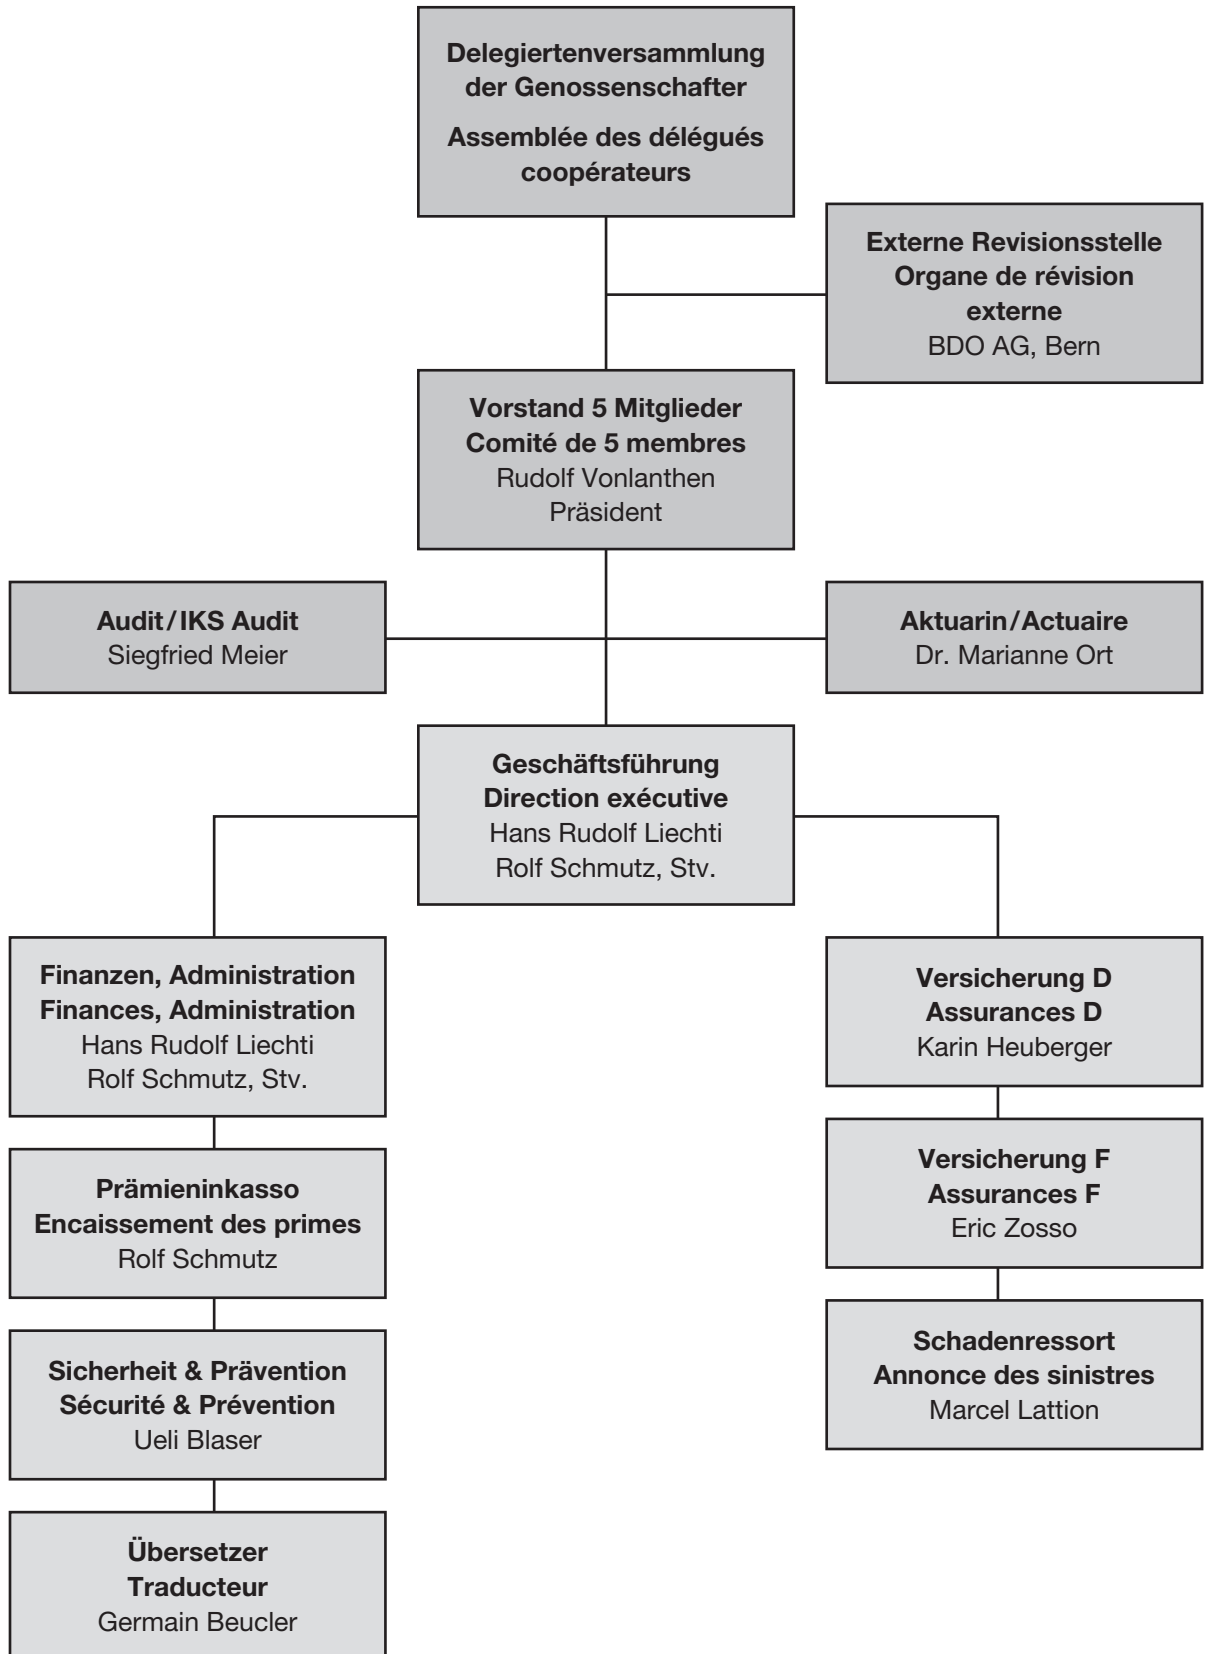 Delegiertenversammlung
der Genossenschafter
Assemblée des délégués
coopérateurs
Externe Revisionsstelle
Organe de révision
externe
BDO AG, Bern
Vorstand 5 Mitglieder
Comité de 5 membres
Rudolf Vonlanthen
Präsident
Audit/IKS Audit
Siegfried Meier
Aktuarin/Actuaire
Dr. Marianne Ort
Geschäftsführung
Direction exécutive
Hans Rudolf Liechti
Rolf Schmutz, Stv.
Finanzen, Administration
Finances, Administration
Hans Rudolf Liechti
Rolf Schmutz, Stv.
Prämieninkasso
Encaissement des primes
Rolf Schmutz
Sicherheit & Prävention
Sécurité & Prévention
Ueli Blaser
Übersetzer
Traducteur
Germain Beucler
Versicherung D
Assurances D
Karin Heuberger
Versicherung F
Assurances F
Eric Zosso
Schadenressort
Annonce des sinistres
Marcel Lattion